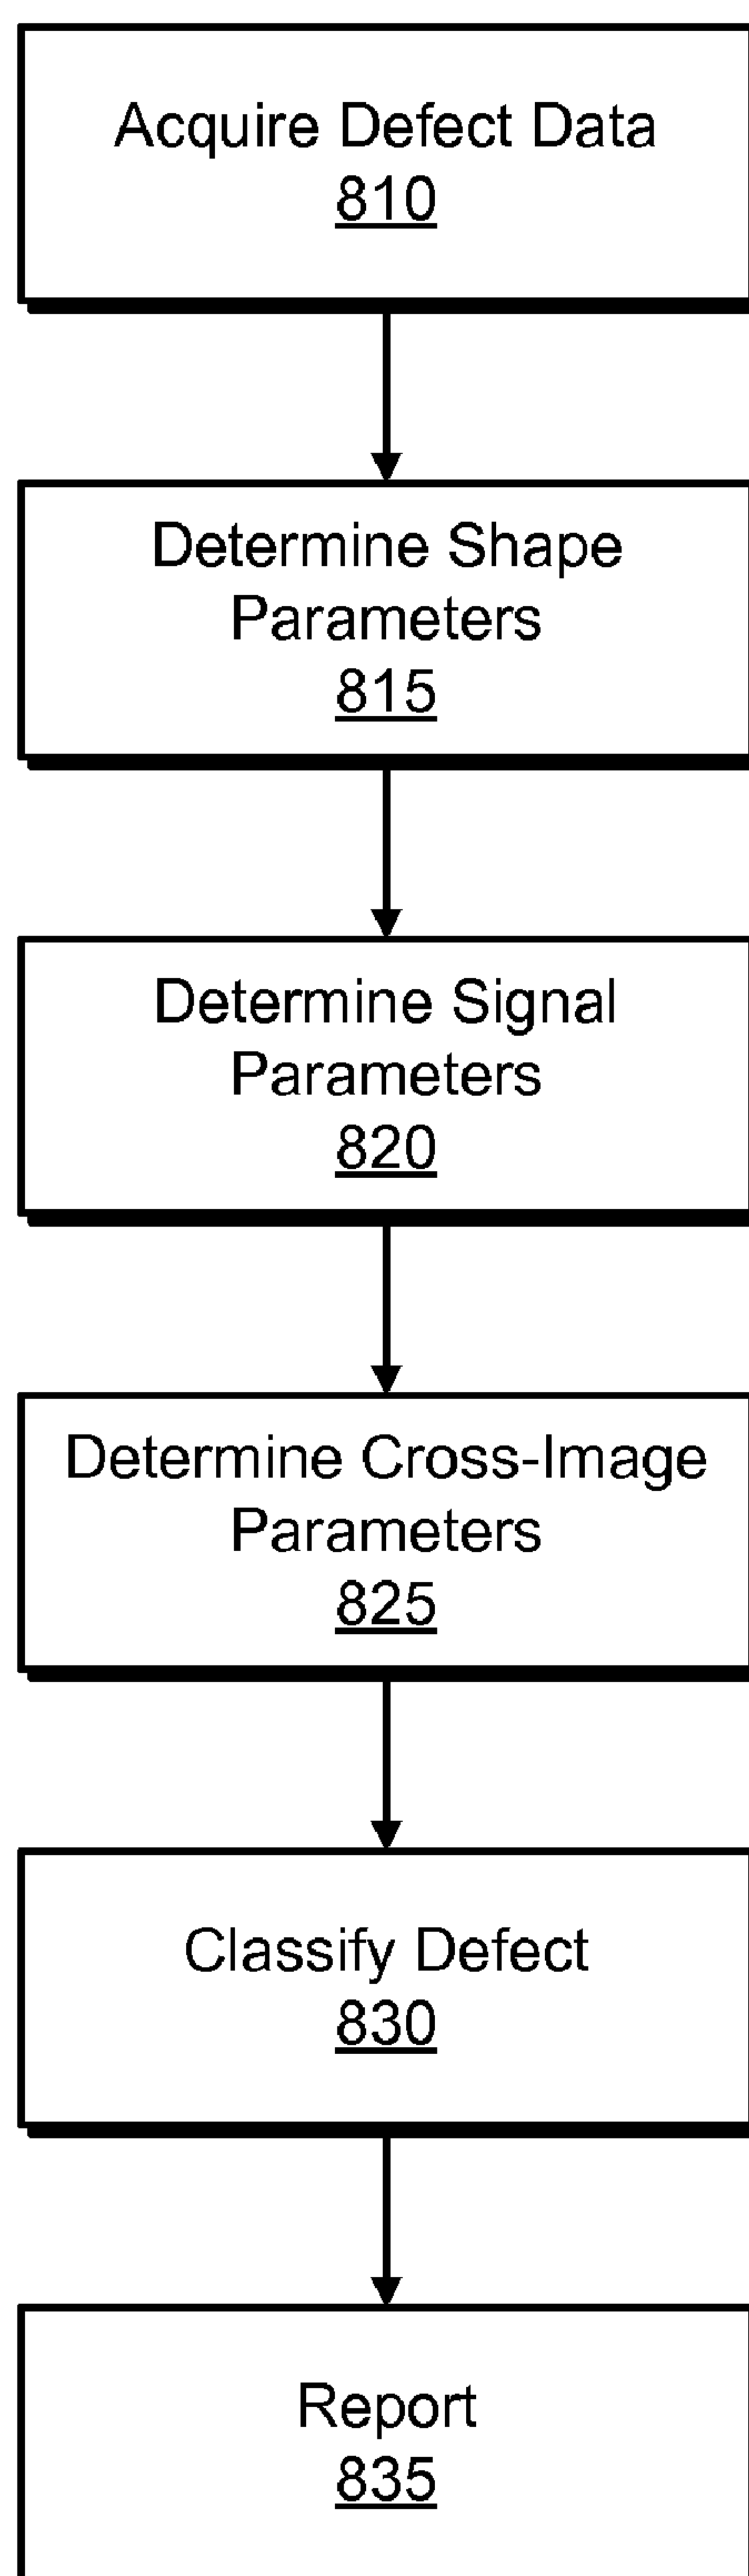 Acquire Defect Data
810
Determine Shape
Parameters
815
Determine Signal
Parameters
820
Determine Cross-Image
Parameters
825
Classify Defect
830
Report
835